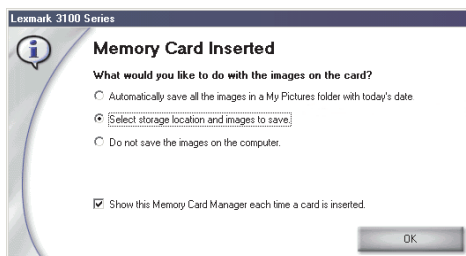 Lexmark 3100 Series
Memory Card Inserted
What would you like to do with the images on the card?
Automatically save all the images in a My Pictures folder with today's date
Select storage location and images to save.
Do not save the images on the computer.
Show this Memory Card Manager each time a card is inserted.
OK